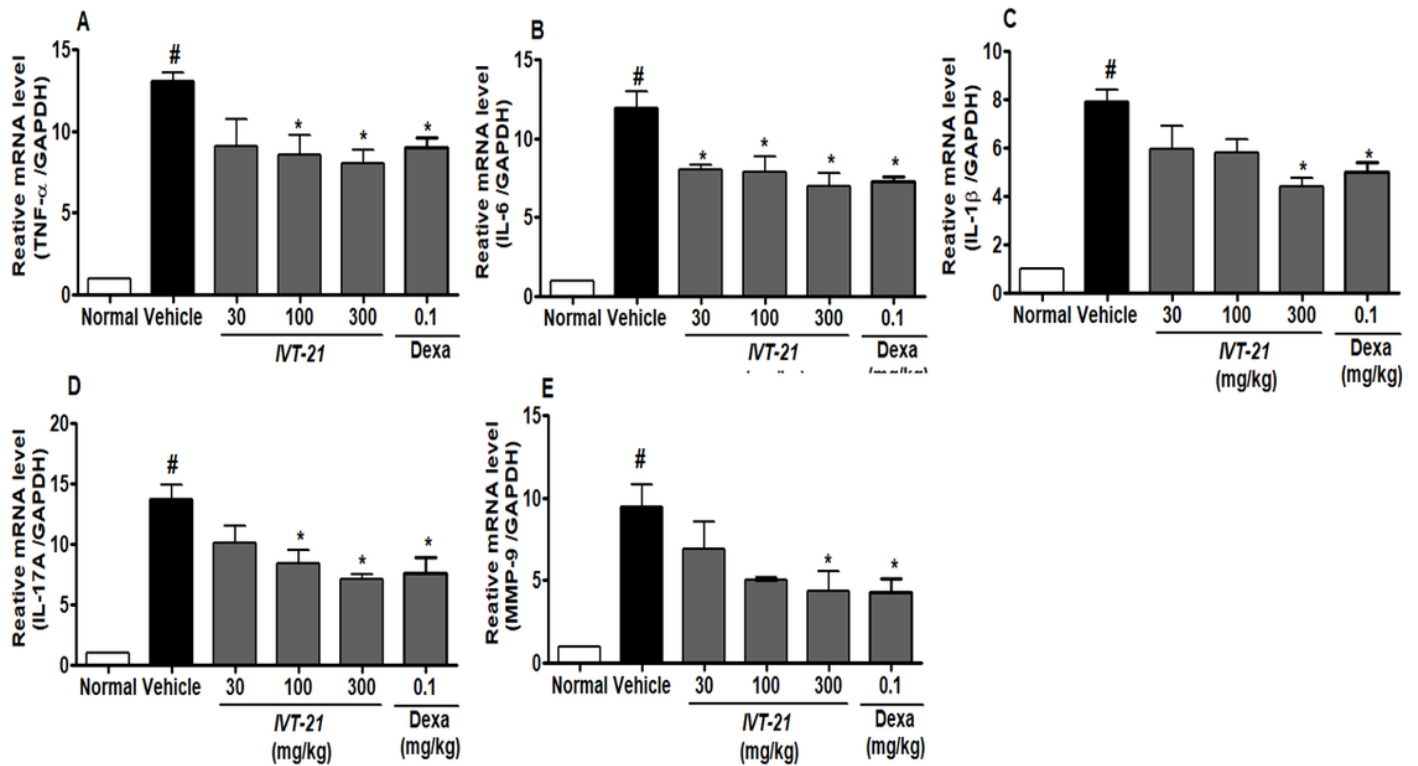 A
Reative mRNA level
(TNF-α /GAPDH)
15
10
5
0
#
*
*
*
Normal Vehicle 30 100 300 0.1
IVT-21 Dexa
B
Reative mRNA level
(IL-6 /GAPDH)
15
10
5
0
#
*
*
*
*
Normal Vehicle 30 100 300 0.1
IVT-21 Dexa
C
Reative mRNA level
(IL-1β /GAPDH)
10
8
6
4
2
0
#
*
*
Normal Vehicle 30 100 300 0.1
IVT-21 Dexa
(mg/kg) (mg/kg)
D
Reative mRNA level
(IL-17A /GAPDH)
20
15
10
5
0
#
*
*
*
Normal Vehicle 30 100 300 0.1
IVT-21 Dexa
(mg/kg) (mg/kg)
E
Reative mRNA level
(MMP-9 /GAPDH)
15
10
5
0
#
*
*
Normal Vehicle 30 100 300 0.1
IVT-21 Dexa
(mg/kg) (mg/kg)